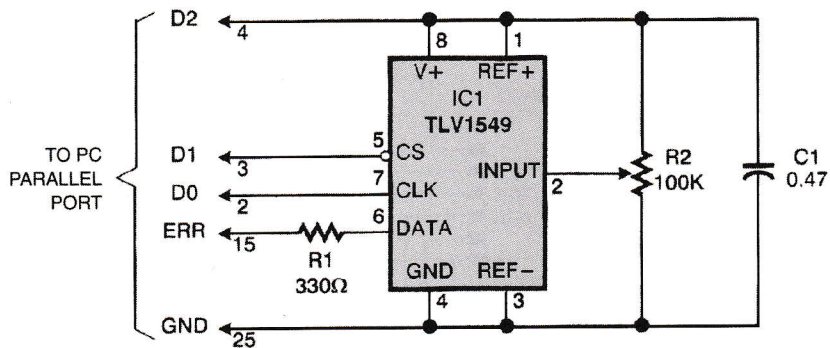 D2
4
8
1
V+
REF+
IC1
TLV1549
TO PC
PARALLEL
PORT
D1
3
5
CS
D0
2
7
CLK
INPUT
2
R2
100K
C1
0.47
ERR
15
6
DATA
R1
330Ω
GND
REF−
4
3
GND
25